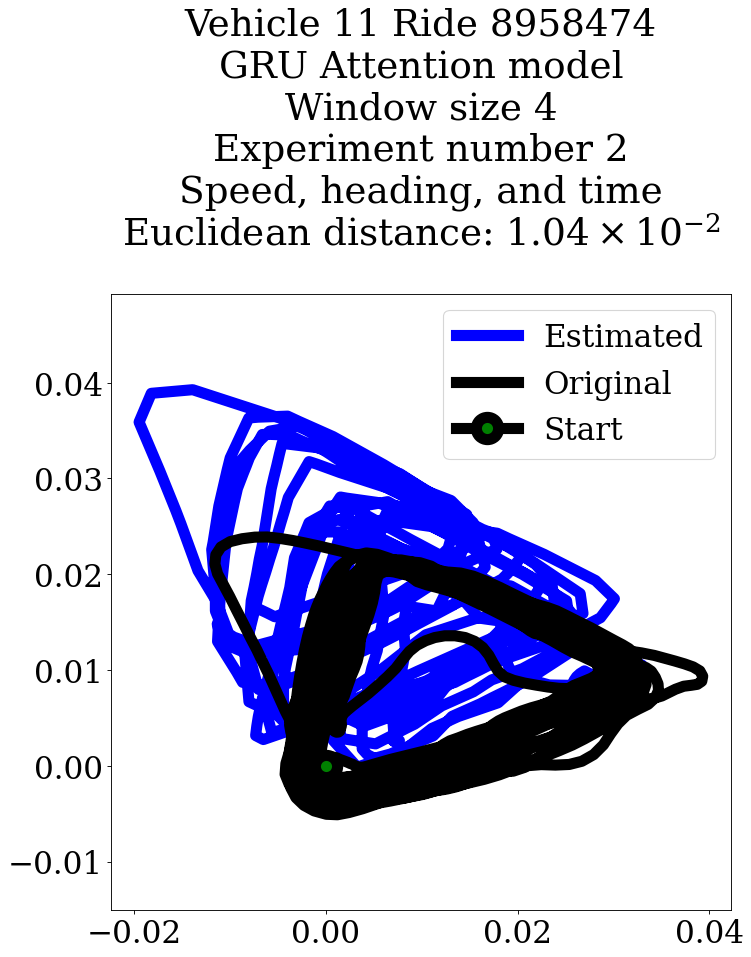 Vehicle 11 Ride 8958474
GRU Attention model
Window size 4
Experiment number 2
Speed, heading, and time
Euclidean distance: 1.04 × 10⁻²
Estimated
Original
Start
0.04
0.03
0.02
0.01
0.00
−0.01
−0.02 0.00 0.02 0.04